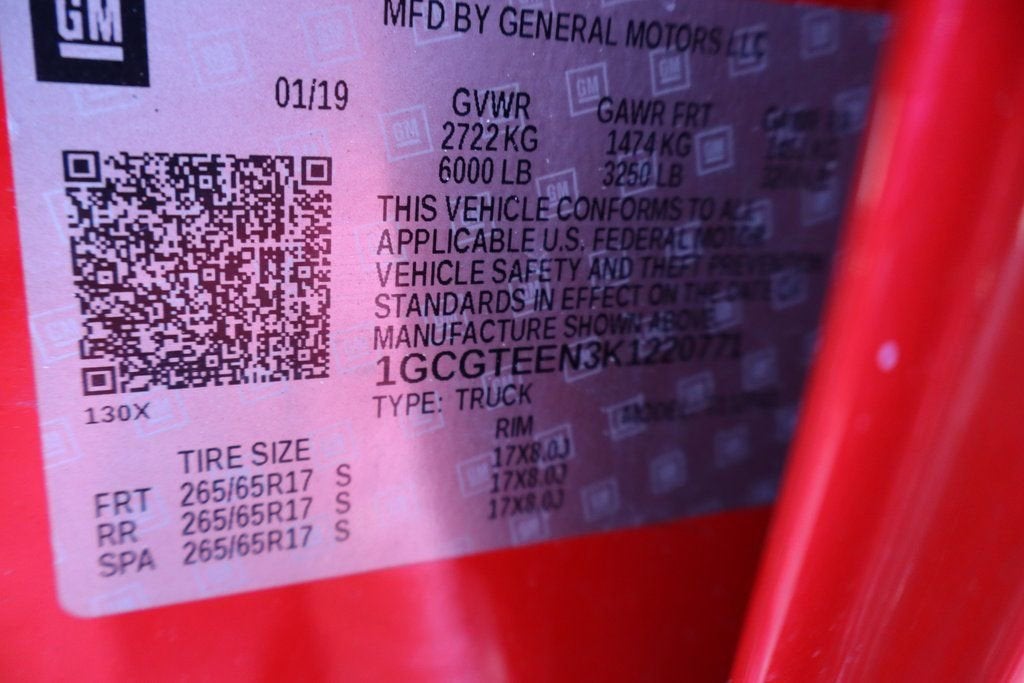 GM
MFD BY GENERAL MOTORS LLC
01/19
GVWR GAWR FRT
2722 KG 1474 KG
6000 LB 3250 LB
THIS VEHICLE CONFORMS TO ALL
APPLICABLE U.S. FEDERAL MOTOR
VEHICLE SAFETY AND THEFT PREVENTION
STANDARDS IN EFFECT ON THE DATE OF
MANUFACTURE SHOWN ABOVE
1GCGTEEN3K1220771
130X
TYPE: TRUCK
TIRE SIZE RIM
FRT 265/65R17 S 17X8.0J
RR 265/65R17 S 17X8.0J
SPA 265/65R17 S 17X8.0J